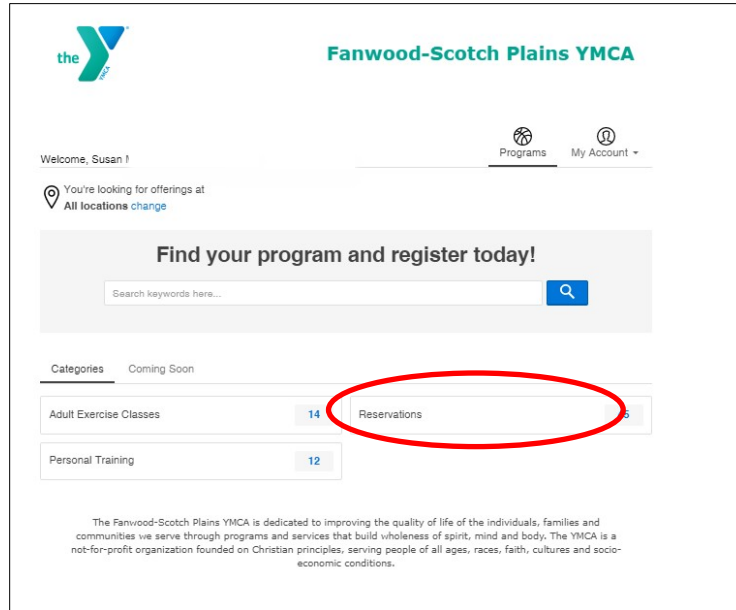 the
YMCA
Fanwood-Scotch Plains YMCA
Welcome, Susan
Programs
My Account
You're looking for offerings at
All locations change
Find your program and register today!
Search keywords here...
Categories Coming Soon
Adult Exercise Classes 14
Reservations
Personal Training 12
The Fanwood-Scotch Plains YMCA is dedicated to improving the quality of life of the individuals, families and
communities we serve through programs and services that build wholeness of spirit, mind and body. The YMCA is a
not-for-profit organization founded on Christian principles, serving people of all ages, races, faith, cultures and socio-
economic conditions.